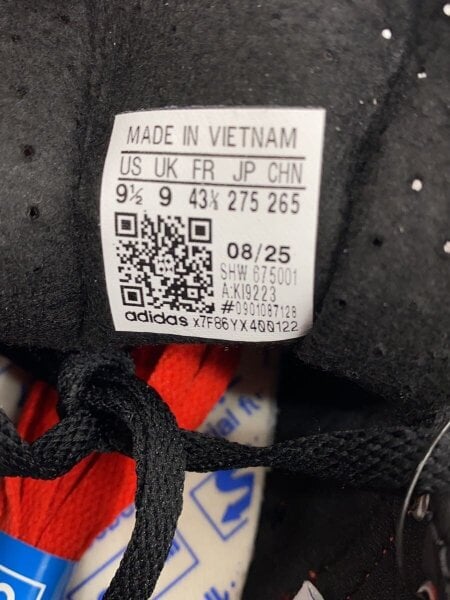 MADE IN VIETNAM
US UK FR JP CHN
9½ 9 43⅓ 275 265
08/25
SHW 675001
A:KI9223
#0901087128
adidas x7F86YX400122